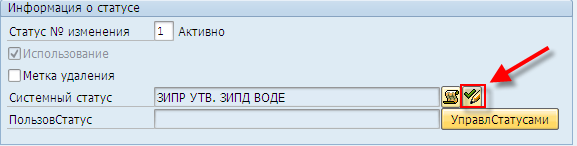 Информация о статусе
Статус № изменения 1 Активно
Использование
Метка удаления
Системный статус ЗИПР УТВ. ЗИПД ВОДЕ
ПользовСтатус УправлСтатусами